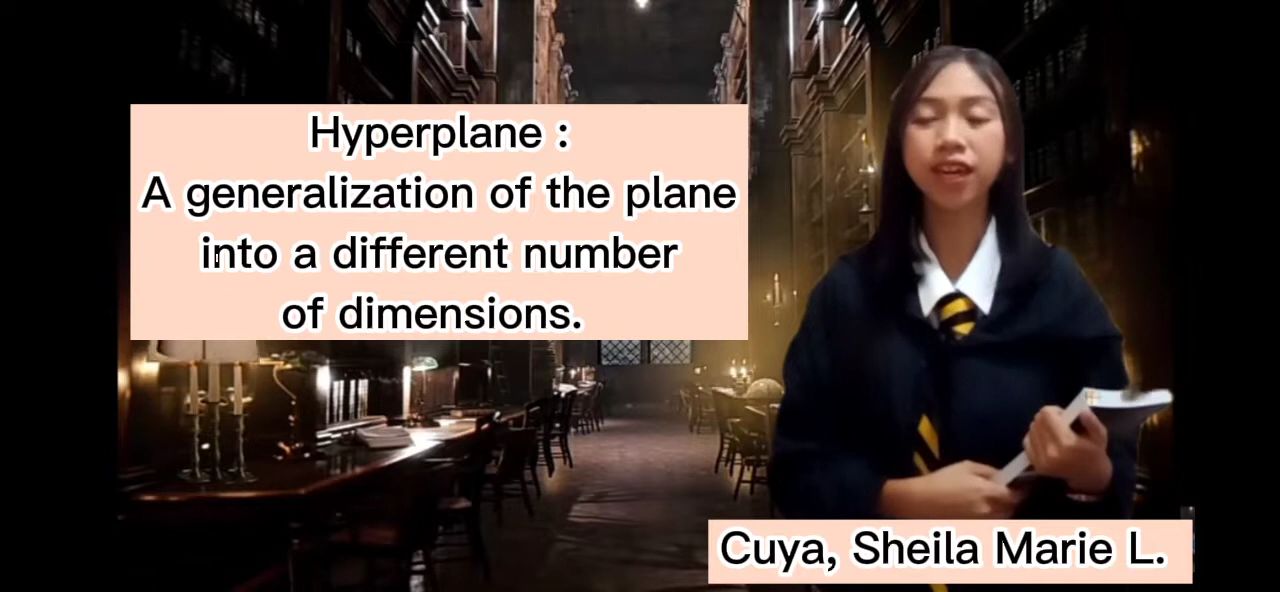 Hyperplane :
A generalization of the plane
into a different number
of dimensions.
Cuya, Sheila Marie L.